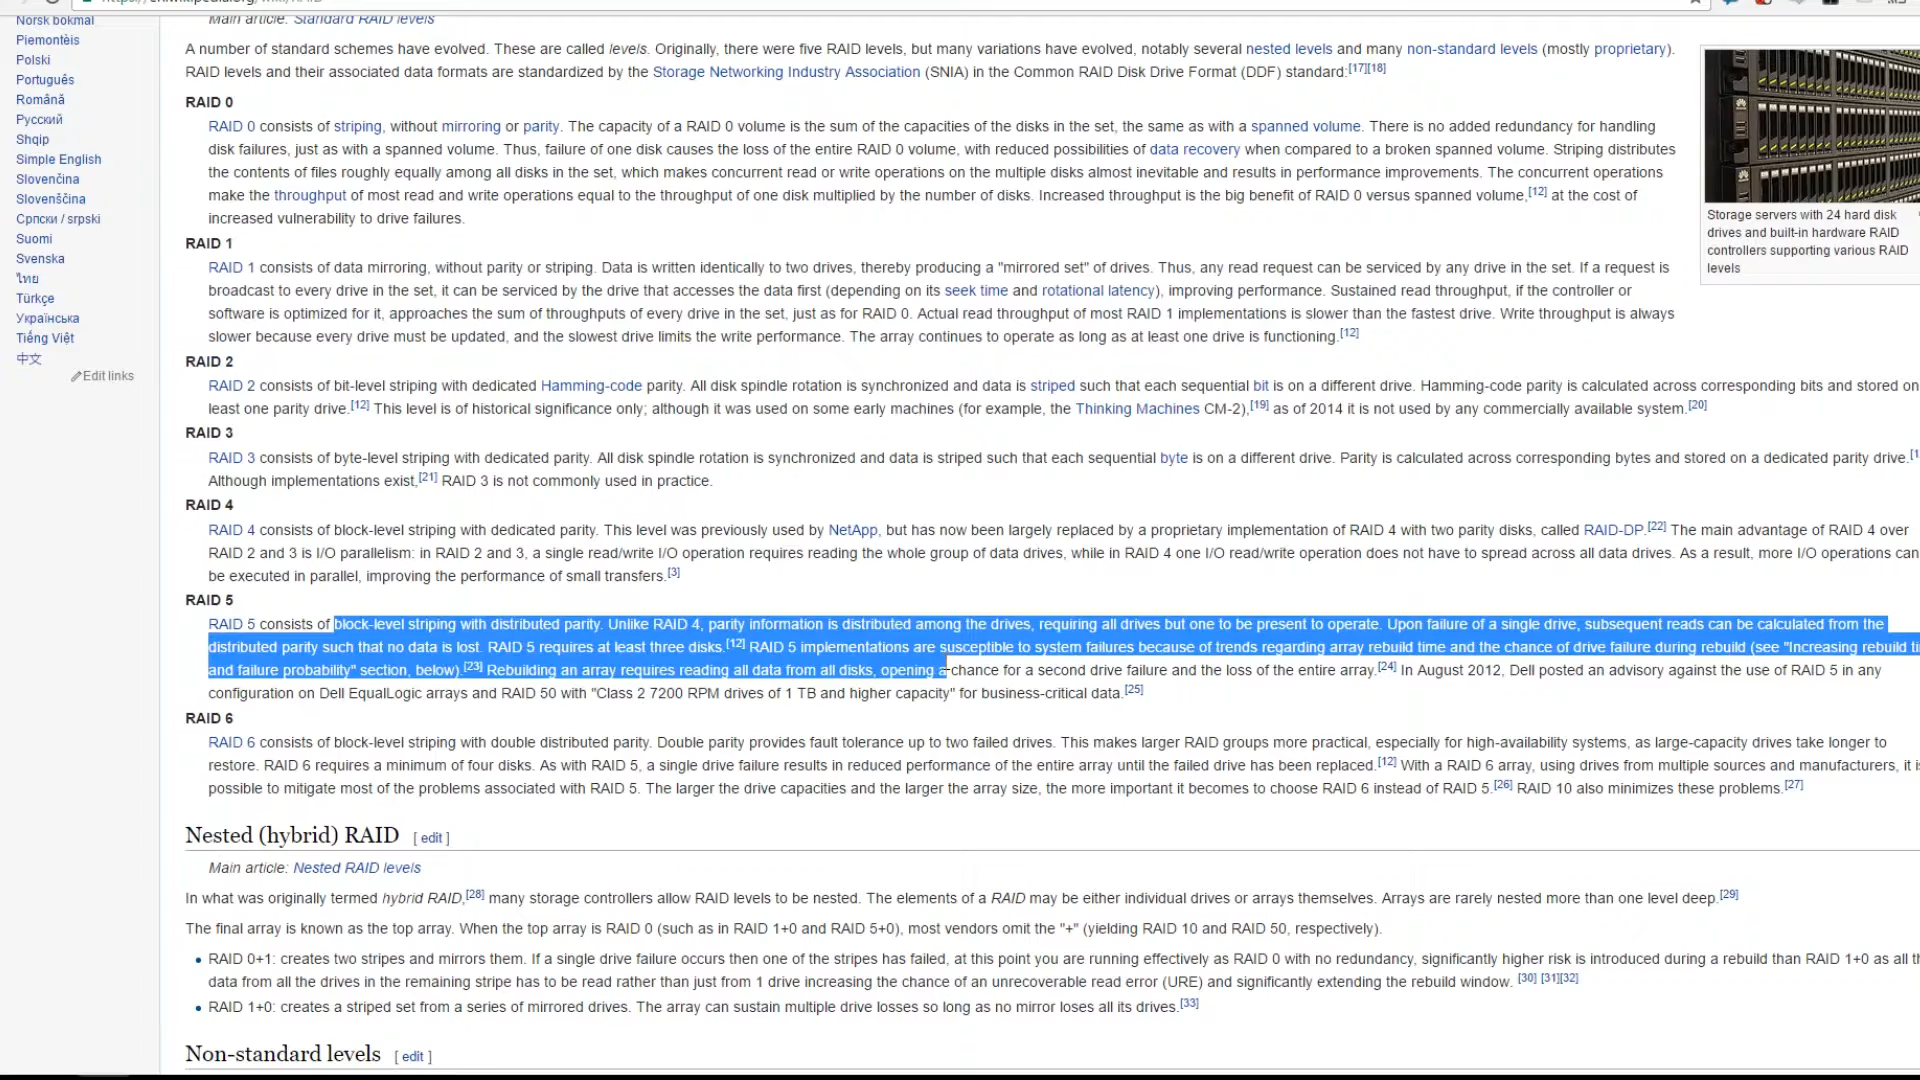 Norsk bokmål
Piemontèis
Polski
Português
Română
Русский
Shqip
Simple English
Slovenčina
Slovenščina
Српски / srpski
Suomi
Svenska
ไทย
Türkçe
Українська
Tiếng Việt
中文
Edit links
Main article: Standard RAID levels
A number of standard schemes have evolved. These are called levels. Originally, there were five RAID levels, but many variations have evolved, notably several nested levels and many non-standard levels (mostly proprietary).
RAID levels and their associated data formats are standardized by the Storage Networking Industry Association (SNIA) in the Common RAID Disk Drive Format (DDF) standard:[17][18]
RAID 0
RAID 0 consists of striping, without mirroring or parity. The capacity of a RAID 0 volume is the sum of the capacities of the disks in the set, the same as with a spanned volume. There is no added redundancy for handling
disk failures, just as with a spanned volume. Thus, failure of one disk causes the loss of the entire RAID 0 volume, with reduced possibilities of data recovery when compared to a broken spanned volume. Striping distributes
the contents of files roughly equally among all disks in the set, which makes concurrent read or write operations on the multiple disks almost inevitable and results in performance improvements. The concurrent operations
make the throughput of most read and write operations equal to the throughput of one disk multiplied by the number of disks. Increased throughput is the big benefit of RAID 0 versus spanned volume,[12] at the cost of
increased vulnerability to drive failures.
RAID 1
RAID 1 consists of data mirroring, without parity or striping. Data is written identically to two drives, thereby producing a "mirrored set" of drives. Thus, any read request can be serviced by any drive in the set. If a request is
broadcast to every drive in the set, it can be serviced by the drive that accesses the data first (depending on its seek time and rotational latency), improving performance. Sustained read throughput, if the controller or
software is optimized for it, approaches the sum of throughputs of every drive in the set, just as for RAID 0. Actual read throughput of most RAID 1 implementations is slower than the fastest drive. Write throughput is always
slower because every drive must be updated, and the slowest drive limits the write performance. The array continues to operate as long as at least one drive is functioning.[12]
RAID 2
RAID 2 consists of bit-level striping with dedicated Hamming-code parity. All disk spindle rotation is synchronized and data is striped such that each sequential bit is on a different drive. Hamming-code parity is calculated across corresponding bits and stored on
least one parity drive.[12] This level is of historical significance only; although it was used on some early machines (for example, the Thinking Machines CM-2),[19] as of 2014 it is not used by any commercially available system.[20]
RAID 3
RAID 3 consists of byte-level striping with dedicated parity. All disk spindle rotation is synchronized and data is striped such that each sequential byte is on a different drive. Parity is calculated across corresponding bytes and stored on a dedicated parity drive.
Although implementations exist,[21] RAID 3 is not commonly used in practice.
RAID 4
RAID 4 consists of block-level striping with dedicated parity. This level was previously used by NetApp, but has now been largely replaced by a proprietary implementation of RAID 4 with two parity disks, called RAID-DP.[22] The main advantage of RAID 4 over
RAID 2 and 3 is I/O parallelism: in RAID 2 and 3, a single read/write I/O operation requires reading the whole group of data drives, while in RAID 4 one I/O read/write operation does not have to spread across all data drives. As a result, more I/O operations can
be executed in parallel, improving the performance of small transfers.[3]
RAID 5
RAID 5 consists of block-level striping with distributed parity. Unlike RAID 4, parity information is distributed among the drives, requiring all drives but one to be present to operate. Upon failure of a single drive, subsequent reads can be calculated from the
distributed parity such that no data is lost. RAID 5 requires at least three disks.[12] RAID 5 implementations are susceptible to system failures because of trends regarding array rebuild time and the chance of drive failure during rebuild (see "Increasing rebuild
and failure probability" section, below).[23] Rebuilding an array requires reading all data from all disks, opening a chance for a second drive failure and the loss of the entire array.[24] In August 2012, Dell posted an advisory against the use of RAID 5 in any
configuration on Dell EqualLogic arrays and RAID 50 with "Class 2 7200 RPM drives of 1 TB and higher capacity" for business-critical data.[25]
RAID 6
RAID 6 consists of block-level striping with double distributed parity. Double parity provides fault tolerance up to two failed drives. This makes larger RAID groups more practical, especially for high-availability systems, as large-capacity drives take longer to
restore. RAID 6 requires a minimum of four disks. As with RAID 5, a single drive failure results in reduced performance of the entire array until the failed drive has been replaced.[12] With a RAID 6 array, using drives from multiple sources and manufacturers, it is
possible to mitigate most of the problems associated with RAID 5. The larger the drive capacities and the larger the array size, the more important it becomes to choose RAID 6 instead of RAID 5.[26] RAID 10 also minimizes these problems.[27]
Nested (hybrid) RAID [ edit ]
Main article: Nested RAID levels
In what was originally termed hybrid RAID,[28] many storage controllers allow RAID levels to be nested. The elements of a RAID may be either individual drives or arrays themselves. Arrays are rarely nested more than one level deep.[29]
The final array is known as the top array. When the top array is RAID 0 (such as in RAID 1+0 and RAID 5+0), most vendors omit the "+" (yielding RAID 10 and RAID 50, respectively).
• RAID 0+1: creates two stripes and mirrors them. If a single drive failure occurs then one of the stripes has failed, at this point you are running effectively as RAID 0 with no redundancy, significantly higher risk is introduced during a rebuild than RAID 1+0 as all
data from all the drives in the remaining stripe has to be read rather than just from 1 drive increasing the chance of an unrecoverable read error (URE) and significantly extending the rebuild window. [30] [31][32]
• RAID 1+0: creates a striped set from a series of mirrored drives. The array can sustain multiple drive losses so long as no mirror loses all its drives.[33]
Non-standard levels [ edit ]
Storage servers with 24 hard disk
drives and built-in hardware RAID
controllers supporting various RAID
levels